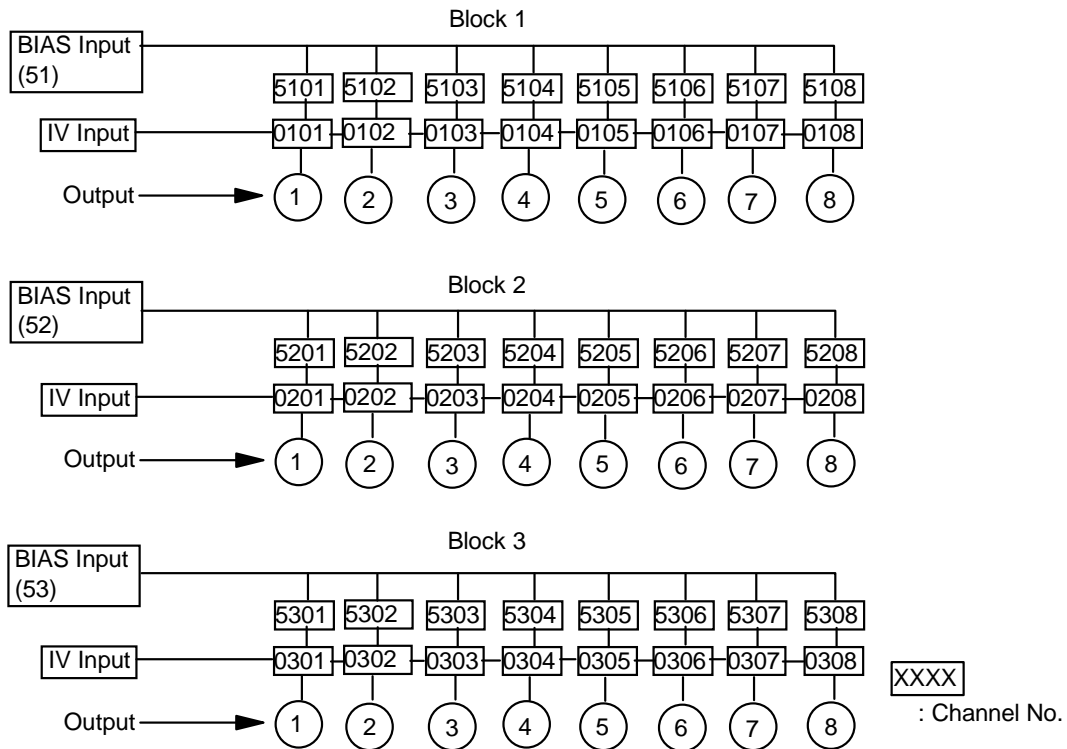 Block 1
BIAS Input
(51)
5101 5102 5103 5104 5105 5106 5107 5108
IV Input 0101 0102 0103 0104 0105 0106 0107 0108
Output 1 2 3 4 5 6 7 8
Block 2
BIAS Input
(52)
5201 5202 5203 5204 5205 5206 5207 5208
IV Input 0201 0202 0203 0204 0205 0206 0207 0208
Output 1 2 3 4 5 6 7 8
Block 3
BIAS Input
(53)
5301 5302 5303 5304 5305 5306 5307 5308
IV Input 0301 0302 0303 0304 0305 0306 0307 0308
XXXX
Output 1 2 3 4 5 6 7 8
: Channel No.